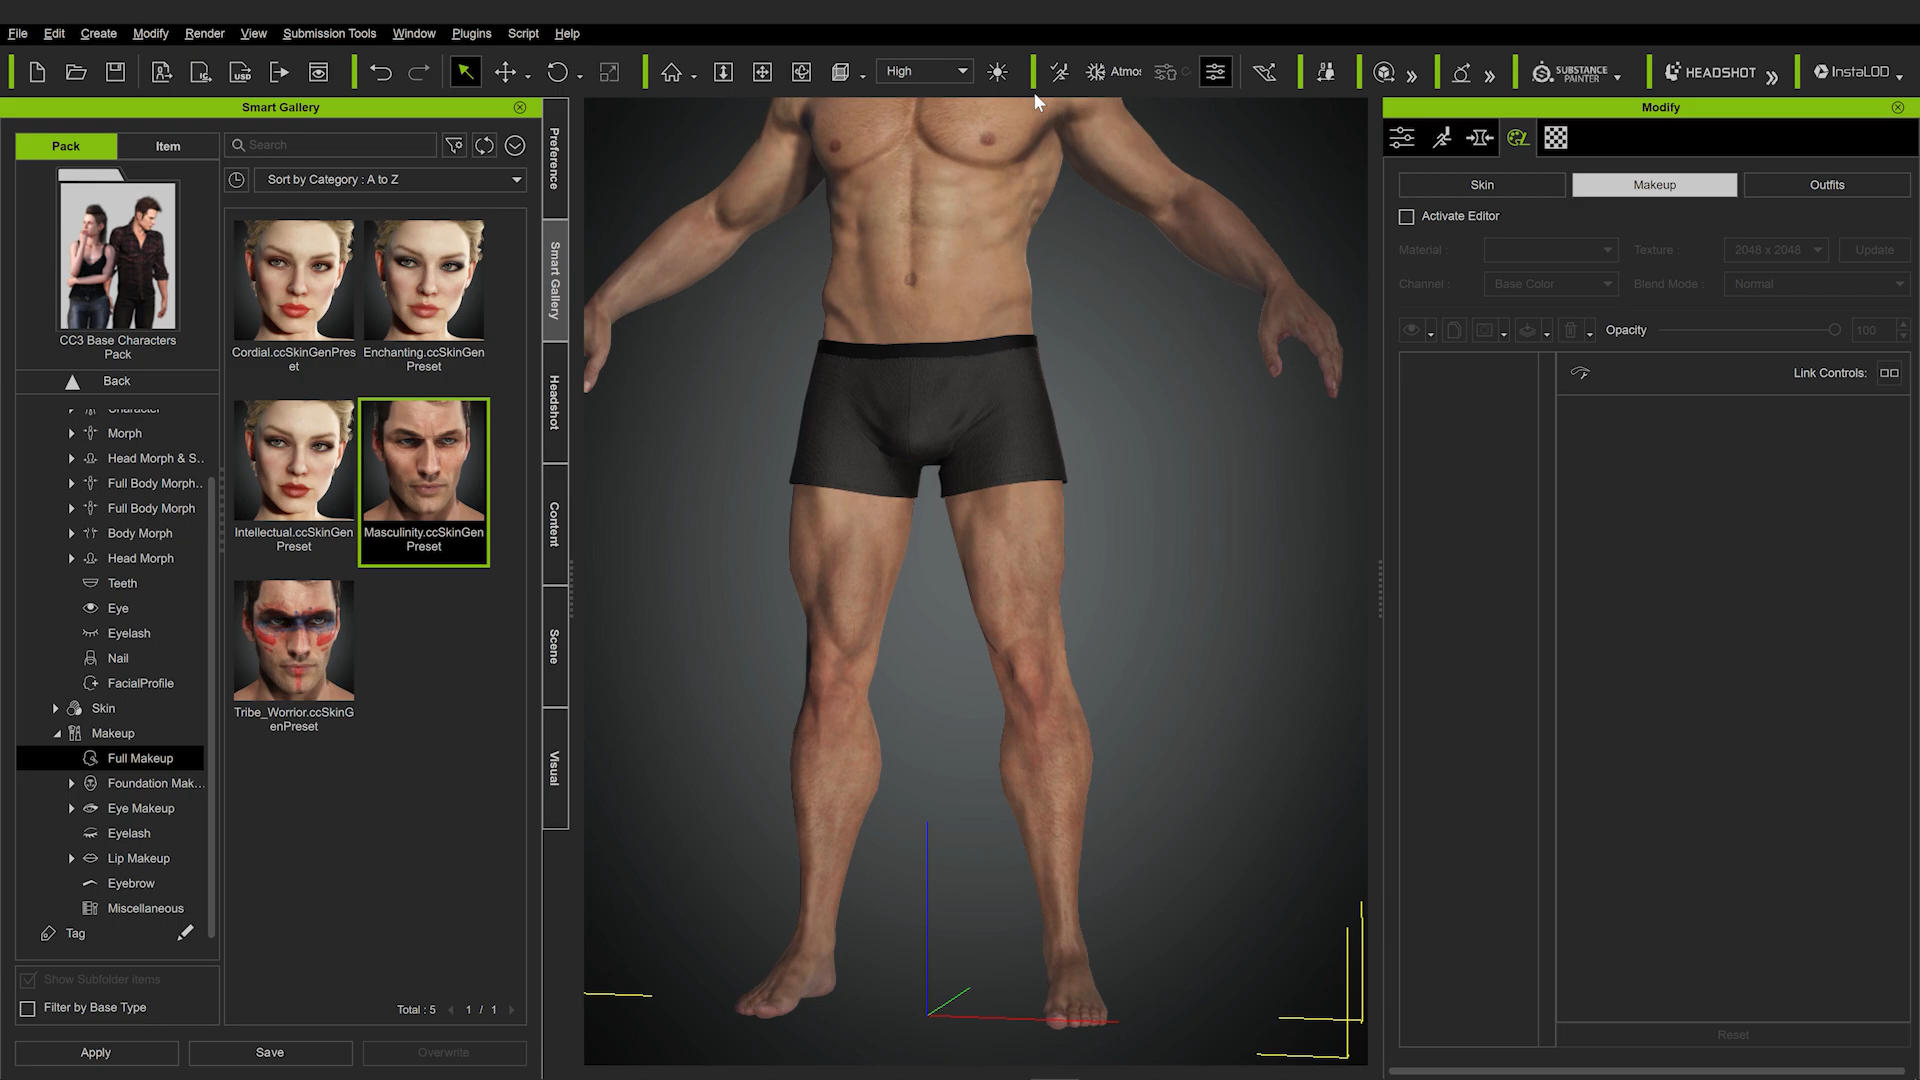 File Edit Create Modify Render View Submission Tools Window Plugins Script Help
High
Atmo
SUBSTANCE PAINTER
HEADSHOT
InstaLOD
Smart Gallery
Modify
Pack
Item
Search
Sort by Category : A to Z
CC3 Base Characters
Pack
Back
Character
Morph
Head Morph & S..
Full Body Morph..
Full Body Morph
Body Morph
Head Morph
Teeth
Eye
Eyelash
Nail
FacialProfile
Skin
Makeup
Full Makeup
Foundation Mak...
Eye Makeup
Eyelash
Lip Makeup
Eyebrow
Miscellaneous
Tag
Show Subfolder items
Filter by Base Type
Cordial.ccSkinGenPres
et
Enchanting.ccSkinGen
Preset
Intellectual.ccSkinGen
Preset
Masculinity.ccSkinGen
Preset
Tribe_Worrior.ccSkinG
enPreset
Total : 5
1 / 1
Apply
Save
Overwrite
Preference
Smart Gallery
Headshot
Content
Scene
Visual
Skin
Makeup
Outfits
Activate Editor
Material :
Texture :
2048 x 2048
Update
Channel :
Base Color
Blend Mode :
Normal
Opacity
100
Link Controls:
Reset